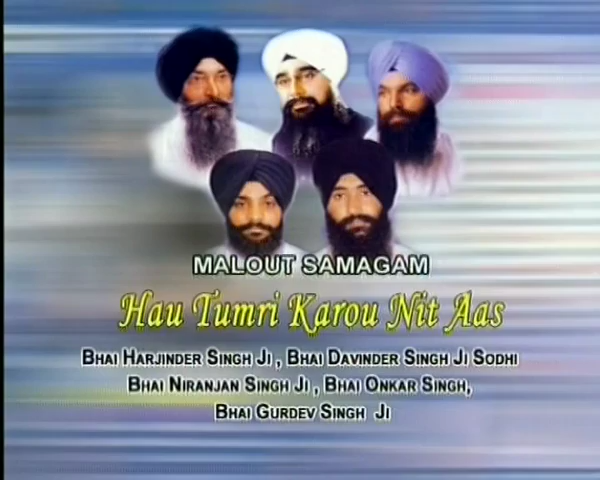 MALOUT SAMAGAM
Hau Tumri Karou Nit Aas
BHAI HARJINDER SINGH JI , BHAI DAVINDER SINGH JI SODHI
BHAI NIRANJAN SINGH JI , BHAI ONKAR SINGH,
BHAI GURDEV SINGH JI